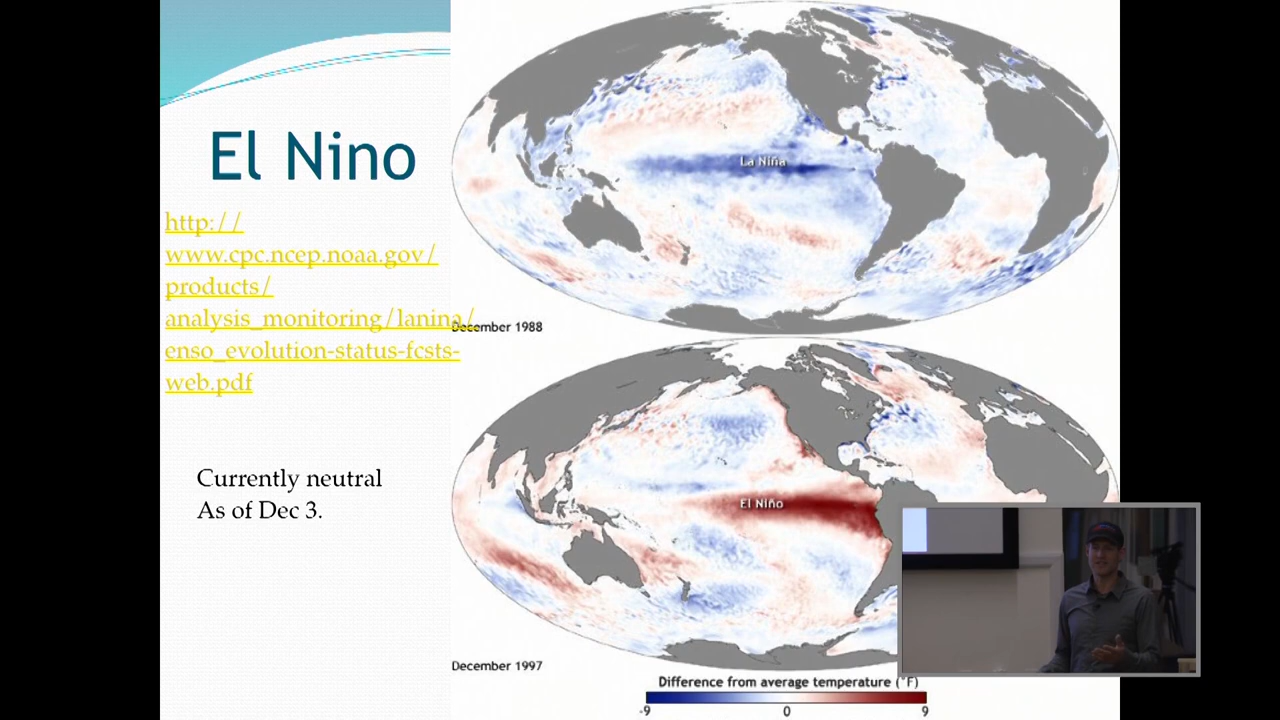 El Nino
http://
www.cpc.ncep.noaa.gov/
products/
analysis_monitoring/lanina/
enso_evolution-status-fcsts-
web.pdf
Currently neutral
As of Dec 3.
La Niña
December 1988
El Niño
December 1997
Difference from average temperature (°F)
-9 0 9